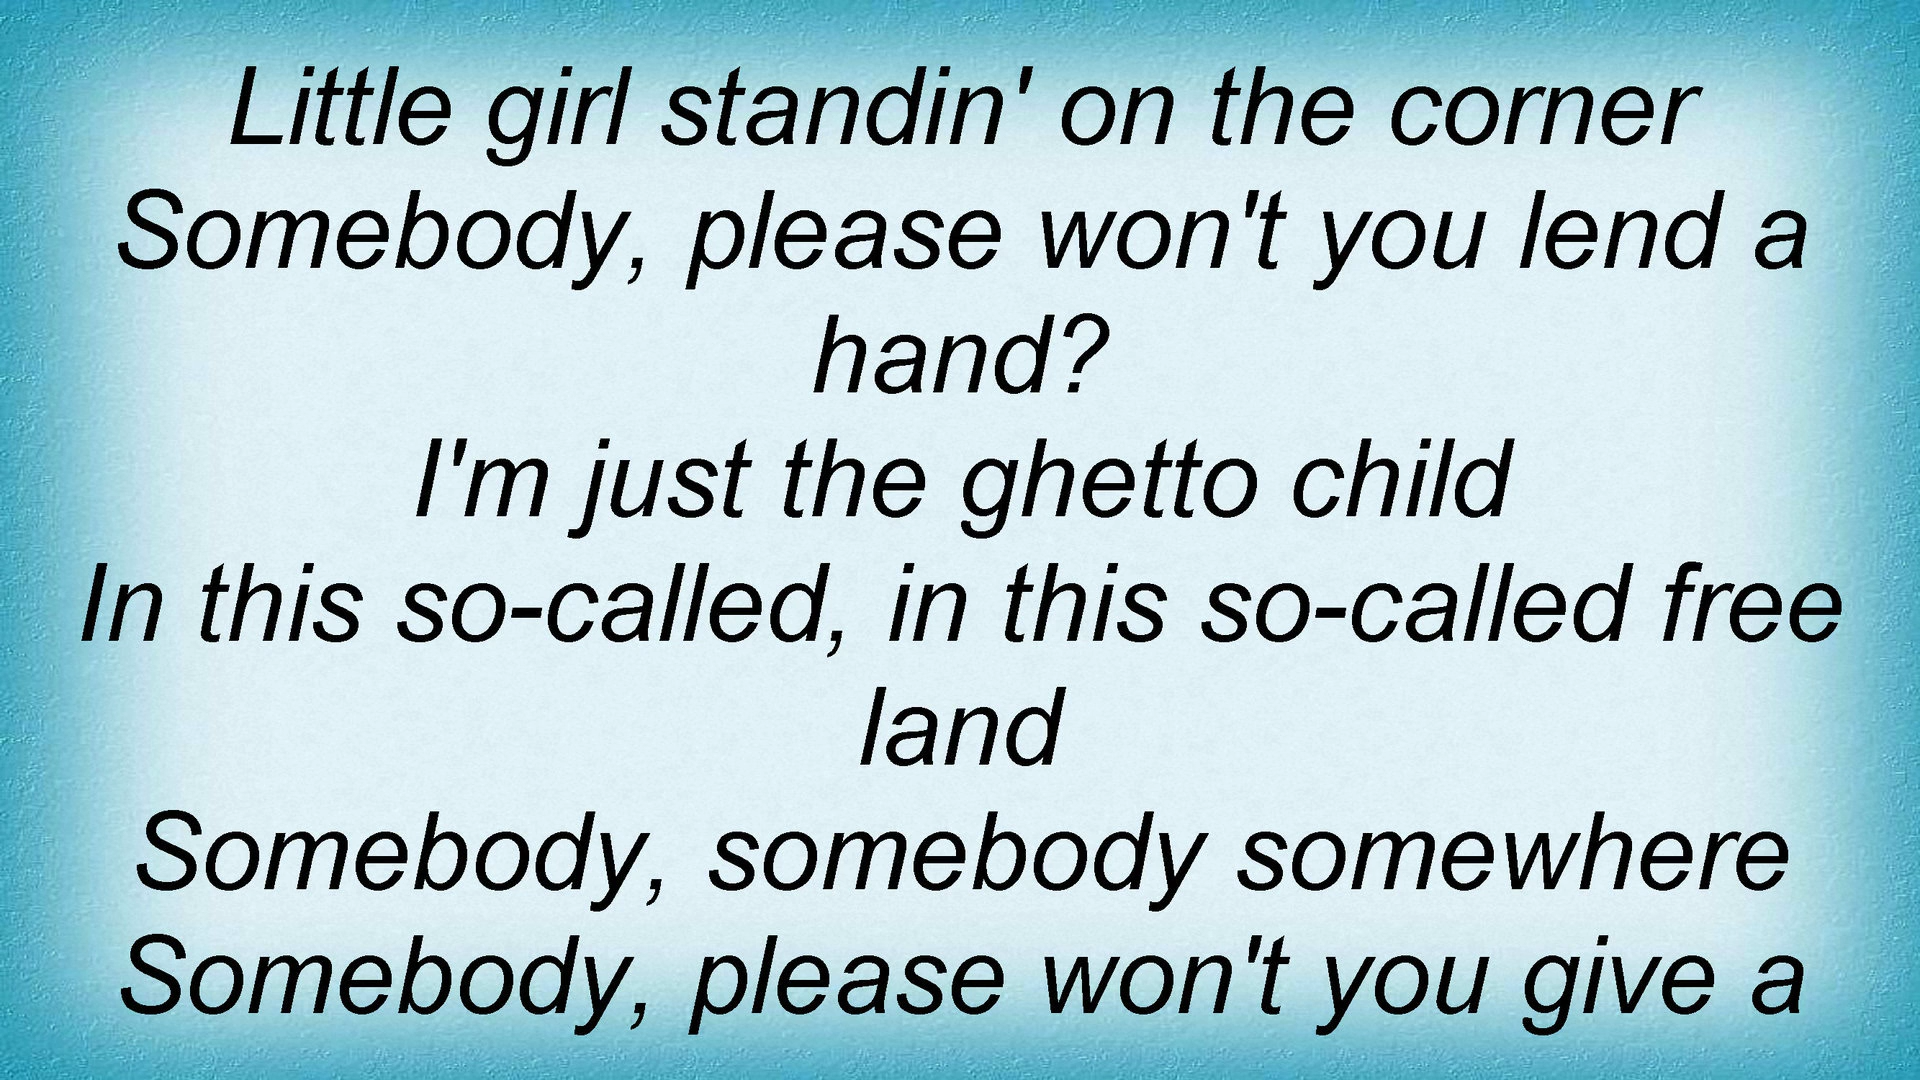 Little girl standin' on the corner
Somebody, please won't you lend a
hand?
I'm just the ghetto child
In this so-called, in this so-called free
land
Somebody, somebody somewhere
Somebody, please won't you give a